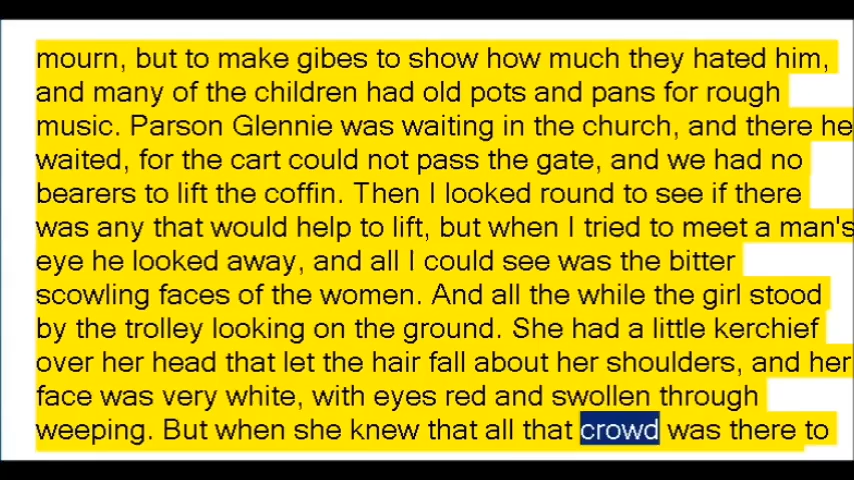 mourn, but to make gibes to show how much they hated him,
and many of the children had old pots and pans for rough
music. Parson Glennie was waiting in the church, and there he
waited, for the cart could not pass the gate, and we had no
bearers to lift the coffin. Then I looked round to see if there
was any that would help to lift, but when I tried to meet a man's
eye he looked away, and all I could see was the bitter
scowling faces of the women. And all the while the girl stood
by the trolley looking on the ground. She had a little kerchief
over her head that let the hair fall about her shoulders, and her
face was very white, with eyes red and swollen through
weeping. But when she knew that all that crowd was there to